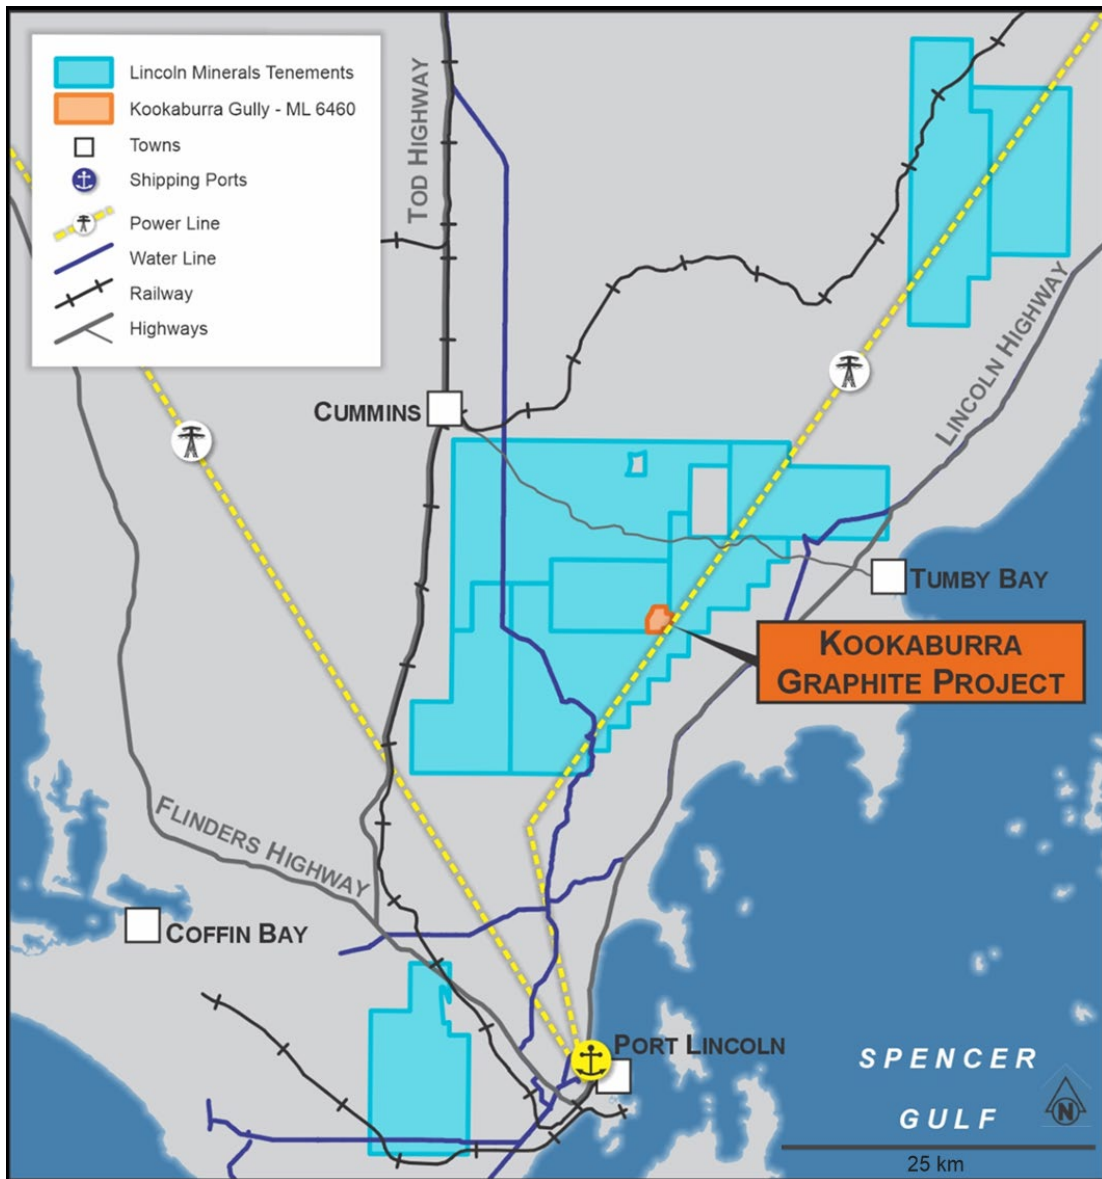 Lincoln Minerals Tenements
Kookaburra Gully - ML 6460
Towns
Shipping Ports
Power Line
Water Line
Railway
Highways
TOD HIGHWAY
LINCOLN HIGHWAY
CUMMINS
TUMBY BAY
KOOKABURRA
GRAPHITE PROJECT
FLINDERS HIGHWAY
COFFIN BAY
PORT LINCOLN
SPENCER
GULF
N
25 km